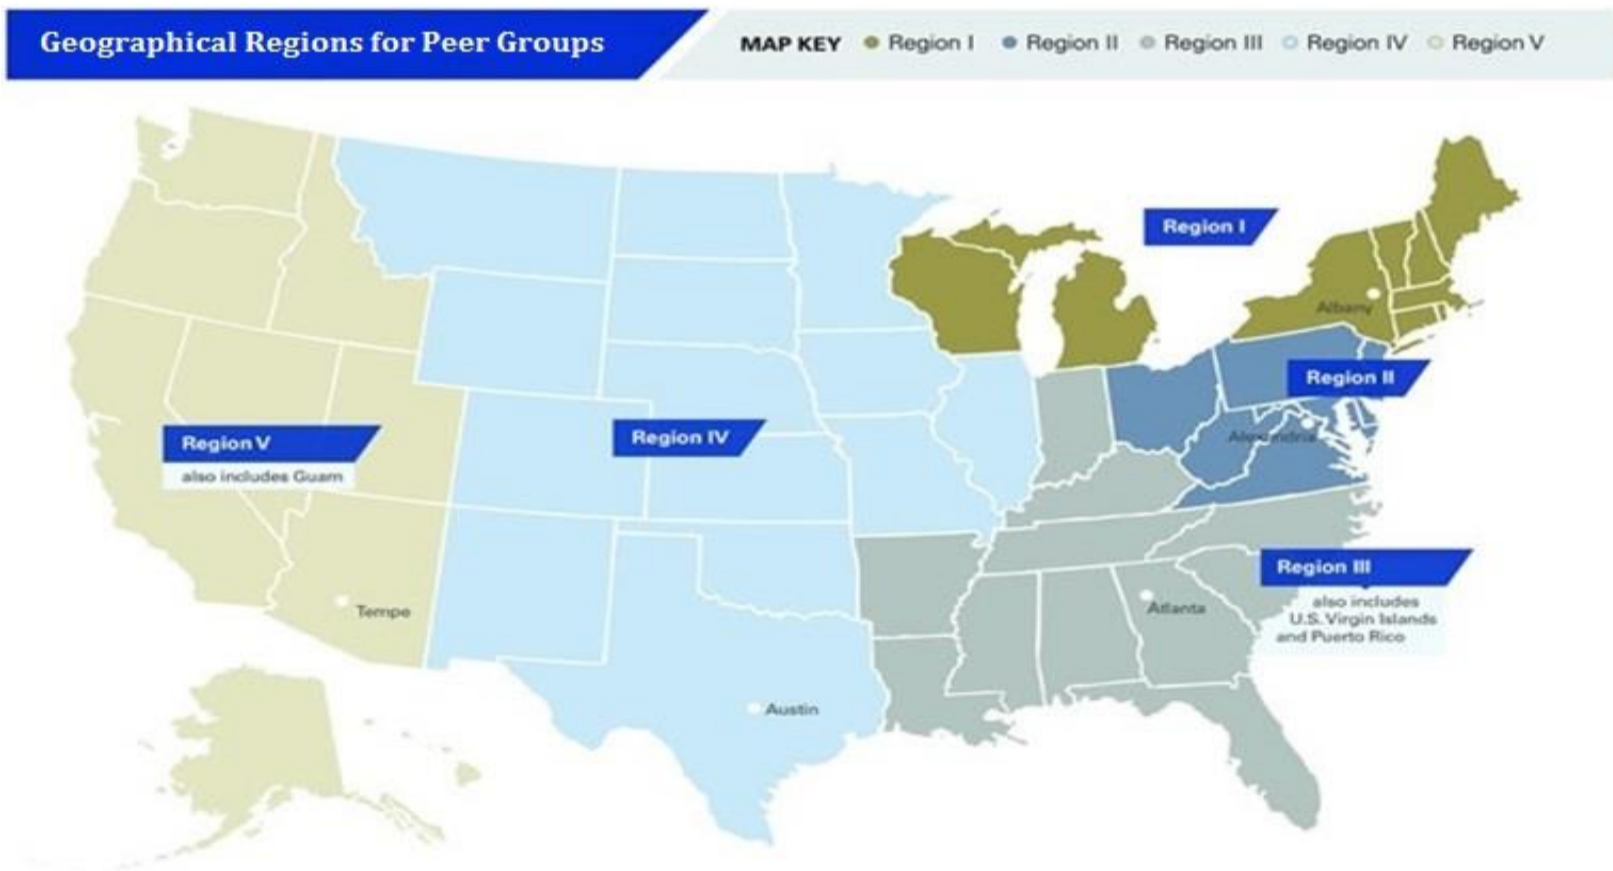 Geographical Regions for Peer Groups
MAP KEY Region I Region II Region III Region IV Region V
Region I
Albany
Region II
Alexandria
Region IV
Region V
also includes Guam
Region III
also includes
U.S. Virgin Islands
and Puerto Rico
Tempe
Atlanta
Austin